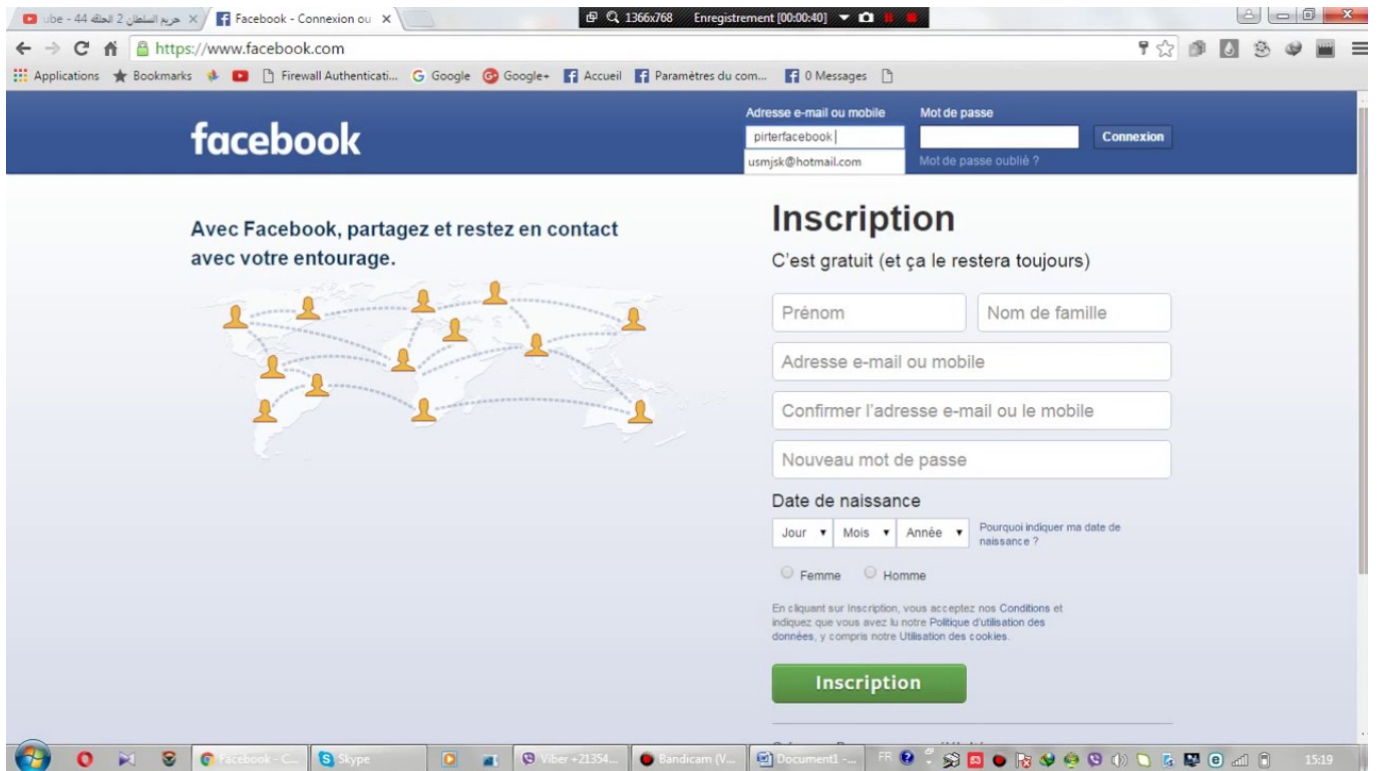 ube - 44 حريم السلطان 2 الحلقة
Facebook - Connexion ou
1366x768 Enregistrement [00:00:40]
https://www.facebook.com
Applications Bookmarks Firewall Authenticati... Google Google+ Accueil Paramètres du com... 0 Messages
Adresse e-mail ou mobile Mot de passe
facebook
pirterfacebook Connexion
usmjsk@hotmail.com Mot de passe oublié ?
Avec Facebook, partagez et restez en contact
avec votre entourage.
Inscription
C'est gratuit (et ça le restera toujours)
Prénom Nom de famille
Adresse e-mail ou mobile
Confirmer l'adresse e-mail ou le mobile
Nouveau mot de passe
Date de naissance
Jour Mois Année Pourquoi indiquer ma date de
naissance ?
Femme Homme
En cliquant sur Inscription, vous acceptez nos Conditions et
indiquez que vous avez lu notre Politique d'utilisation des
données, y compris notre Utilisation des cookies.
Inscription
Facebook - C... Skype Viber +21354... Bandicam (V... Document1 -... FR 15:19